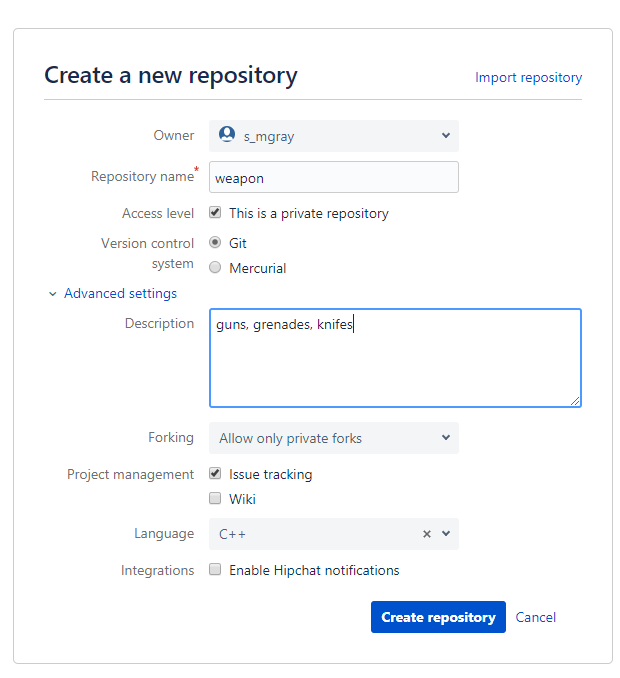 Create a new repository
Import repository
Owner
s_mgray
Repository name*
weapon
Access level
This is a private repository
Version control
system
Git
Mercurial
Advanced settings
Description
guns, grenades, knifes
Forking
Allow only private forks
Project management
Issue tracking
Wiki
Language
C++
Integrations
Enable Hipchat notifications
Create repository
Cancel